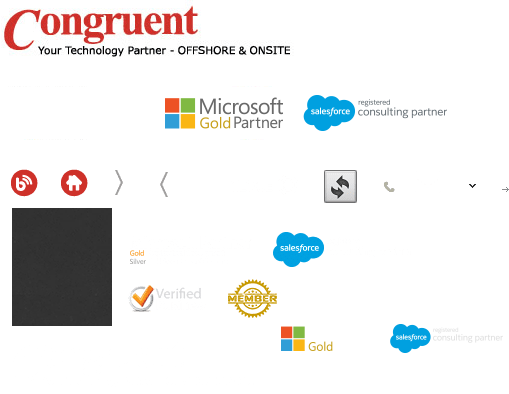 Congruent
Your Technology Partner - OFFSHORE & ONSITE
Microsoft
Gold Partner
salesforce
registered
consulting partner
Gold
Silver
salesforce
Verified
MEMBER
Gold
salesforce
registered
consulting partner